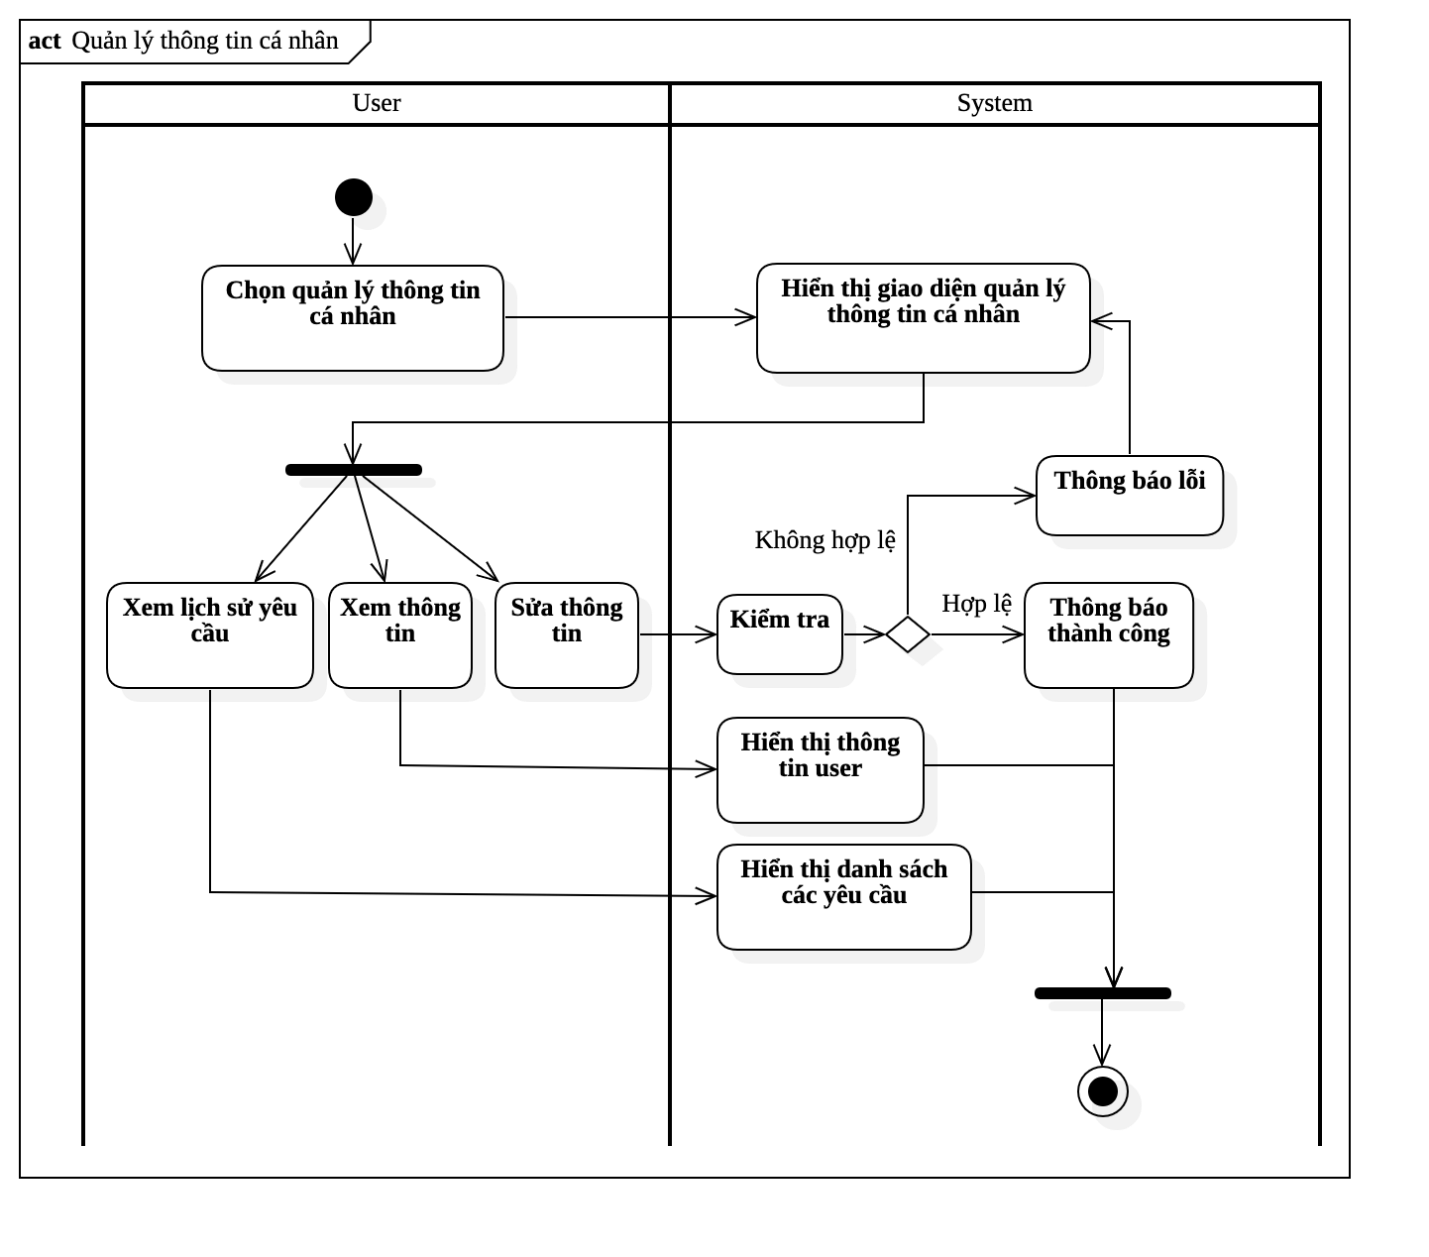 act Quản lý thông tin cá nhân
User
System
Chọn quản lý thông tin
cá nhân
Hiển thị giao diện quản lý
thông tin cá nhân
Thông báo lỗi
Không hợp lệ
Hợp lệ
Xem lịch sử yêu
cầu
Xem thông
tin
Sửa thông
tin
Kiểm tra
Thông báo
thành công
Hiển thị thông
tin user
Hiển thị danh sách
các yêu cầu